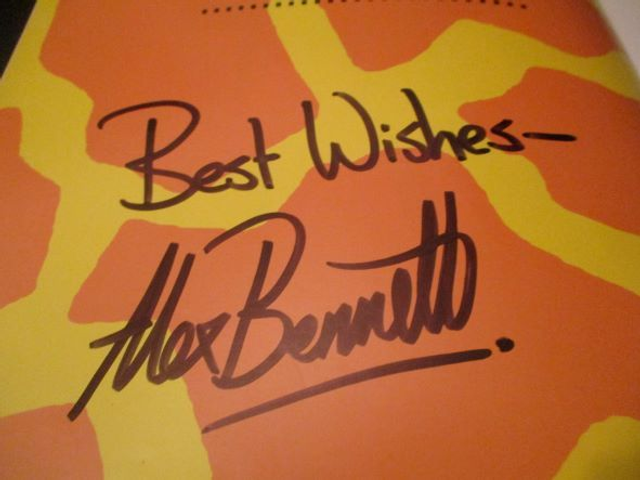 Best Wishes—
Alex Bennett.